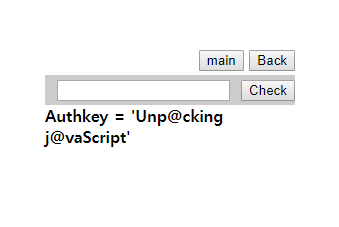 main Back
Check
Authkey = 'Unp@cking
j@vaScript'